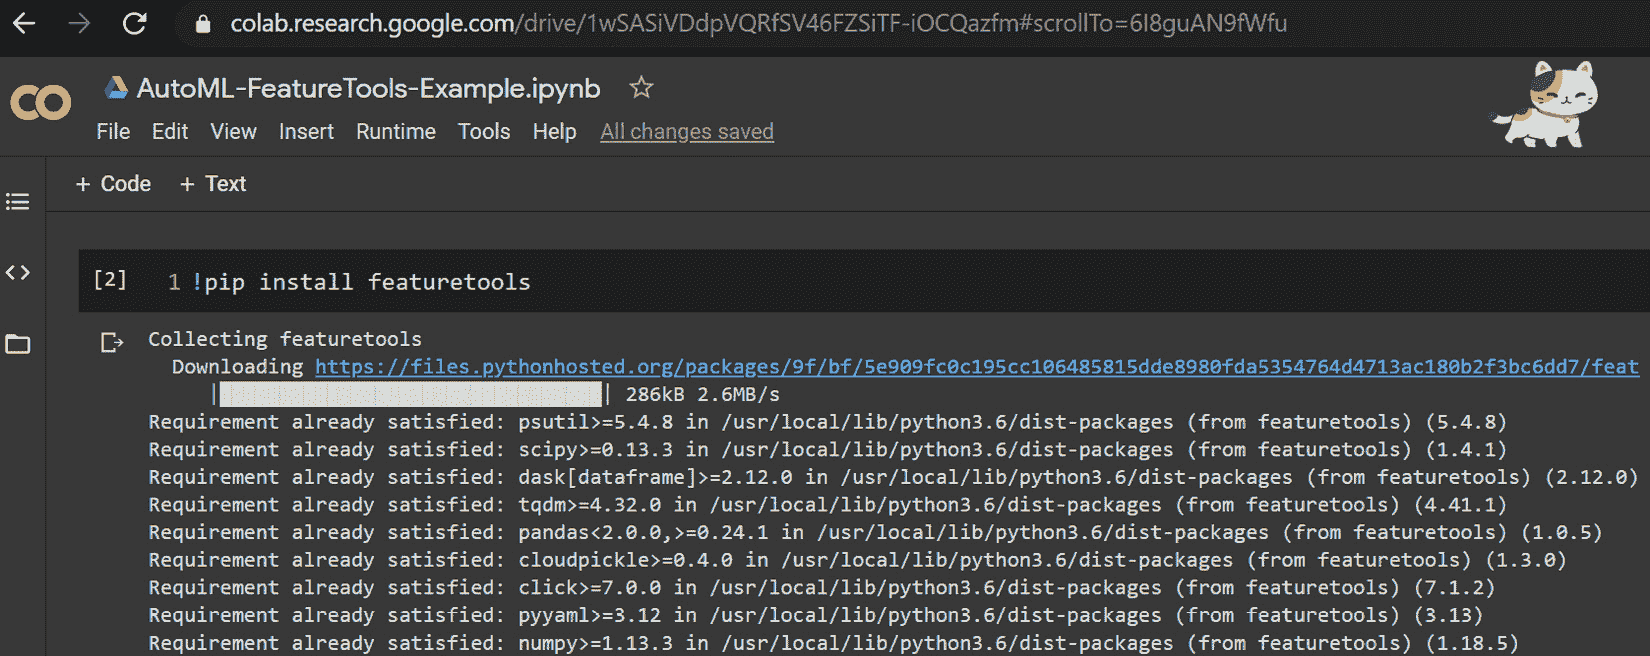 colab.research.google.com/drive/1wSASiVDdpVQRfSV46FZSiTF-iOCQazfm#scrollTo=6I8guAN9fWfu
AutoML-FeatureTools-Example.ipynb
File Edit View Insert Runtime Tools Help All changes saved
+ Code + Text
[2] 1 !pip install featuretools
Collecting featuretools
Downloading https://files.pythonhosted.org/packages/9f/bf/5e909fc0c195cc106485815dde8980fda5354764d4713ac180b2f3bc6dd7/feat
| | 286kB 2.6MB/s
Requirement already satisfied: psutil>=5.4.8 in /usr/local/lib/python3.6/dist-packages (from featuretools) (5.4.8)
Requirement already satisfied: scipy>=0.13.3 in /usr/local/lib/python3.6/dist-packages (from featuretools) (1.4.1)
Requirement already satisfied: dask[dataframe]>=2.12.0 in /usr/local/lib/python3.6/dist-packages (from featuretools) (2.12.0)
Requirement already satisfied: tqdm>=4.32.0 in /usr/local/lib/python3.6/dist-packages (from featuretools) (4.41.1)
Requirement already satisfied: pandas<2.0.0,>=0.24.1 in /usr/local/lib/python3.6/dist-packages (from featuretools) (1.0.5)
Requirement already satisfied: cloudpickle>=0.4.0 in /usr/local/lib/python3.6/dist-packages (from featuretools) (1.3.0)
Requirement already satisfied: click>=7.0.0 in /usr/local/lib/python3.6/dist-packages (from featuretools) (7.1.2)
Requirement already satisfied: pyyaml>=3.12 in /usr/local/lib/python3.6/dist-packages (from featuretools) (3.13)
Requirement already satisfied: numpy>=1.13.3 in /usr/local/lib/python3.6/dist-packages (from featuretools) (1.18.5)